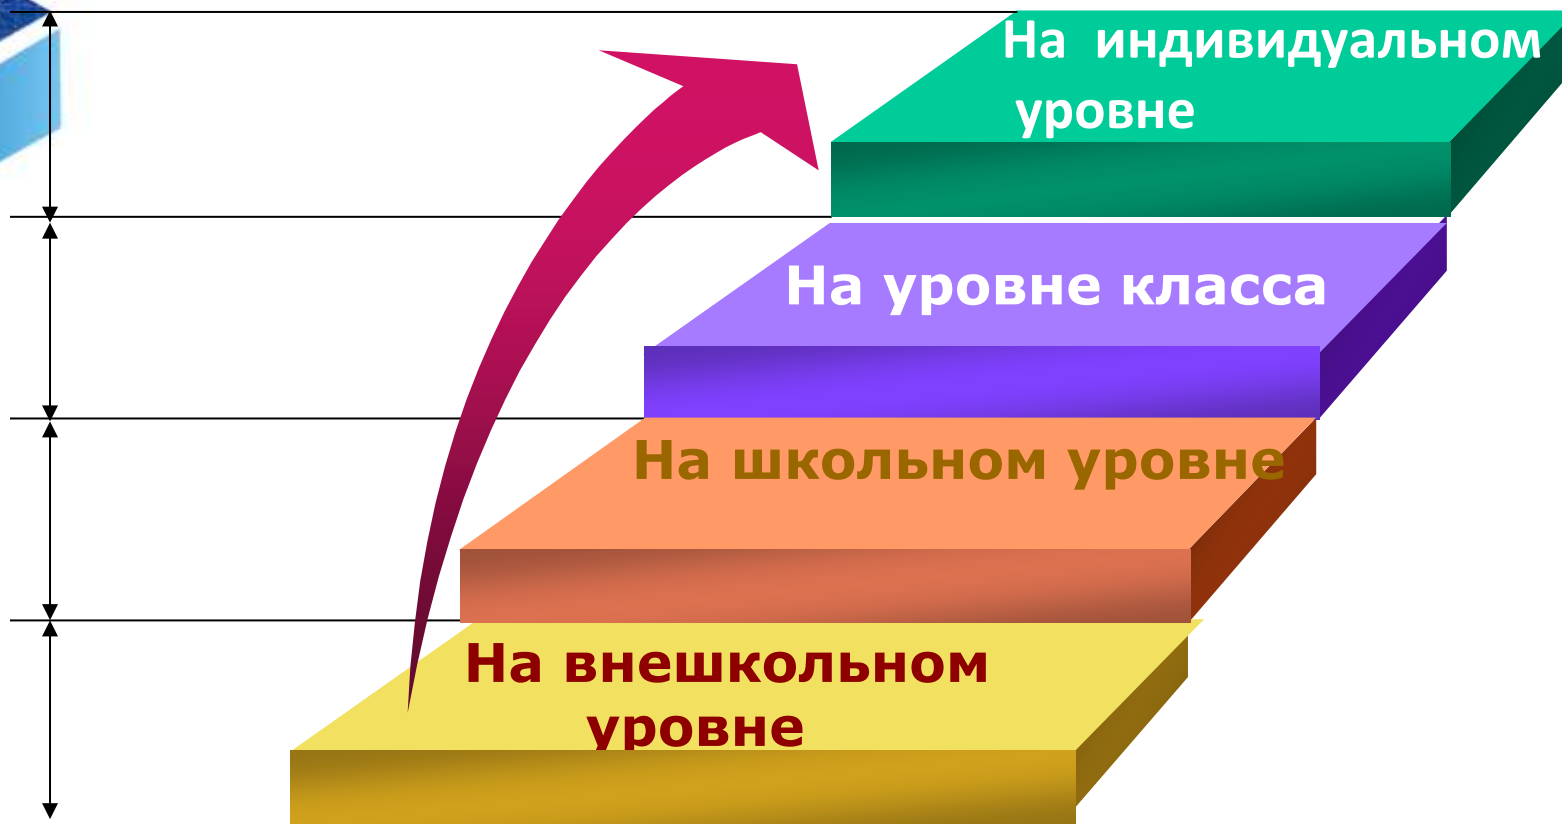 На индивидуальном
уровне
На уровне класса
На школьном уровне
На внешкольном
уровне